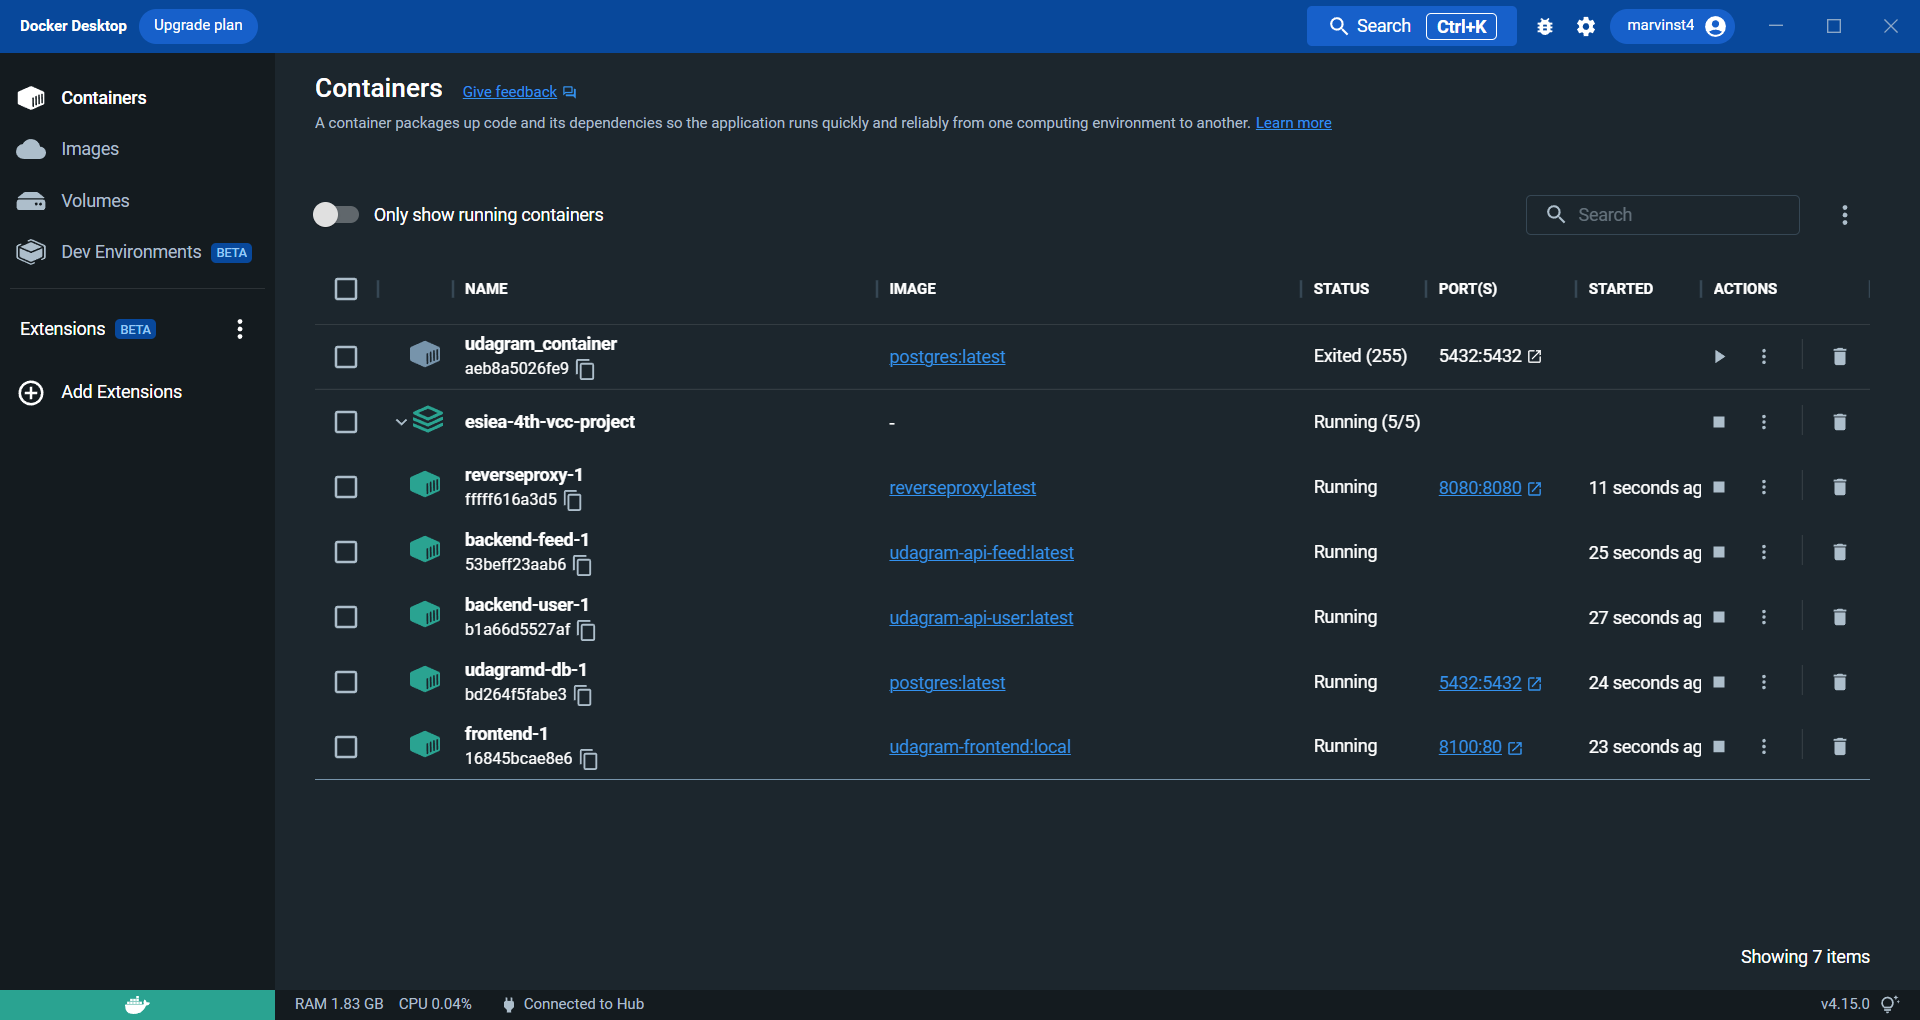 Docker Desktop Upgrade plan Search Ctrl+K marvinst4
Containers
Images
Volumes
Dev Environments BETA
Extensions BETA
Add Extensions
Containers Give feedback
A container packages up code and its dependencies so the application runs quickly and reliably from one computing environment to another. Learn more
Only show running containers Search
NAME IMAGE STATUS PORT(S) STARTED ACTIONS
udagram_container
aeb8a5026fe9 postgres:latest Exited (255) 5432:5432
esiea-4th-vcc-project - Running (5/5)
reverseproxy-1
fffff616a3d5 reverseproxy:latest Running 8080:8080 11 seconds ag
backend-feed-1
53beff23aab6 udagram-api-feed:latest Running 25 seconds ag
backend-user-1
b1a66d5527af udagram-api-user:latest Running 27 seconds ag
udagramd-db-1
bd264f5fabe3 postgres:latest Running 5432:5432 24 seconds ag
frontend-1
16845bcae8e6 udagram-frontend:local Running 8100:80 23 seconds ag
Showing 7 items
RAM 1.83 GB CPU 0.04% Connected to Hub v4.15.0